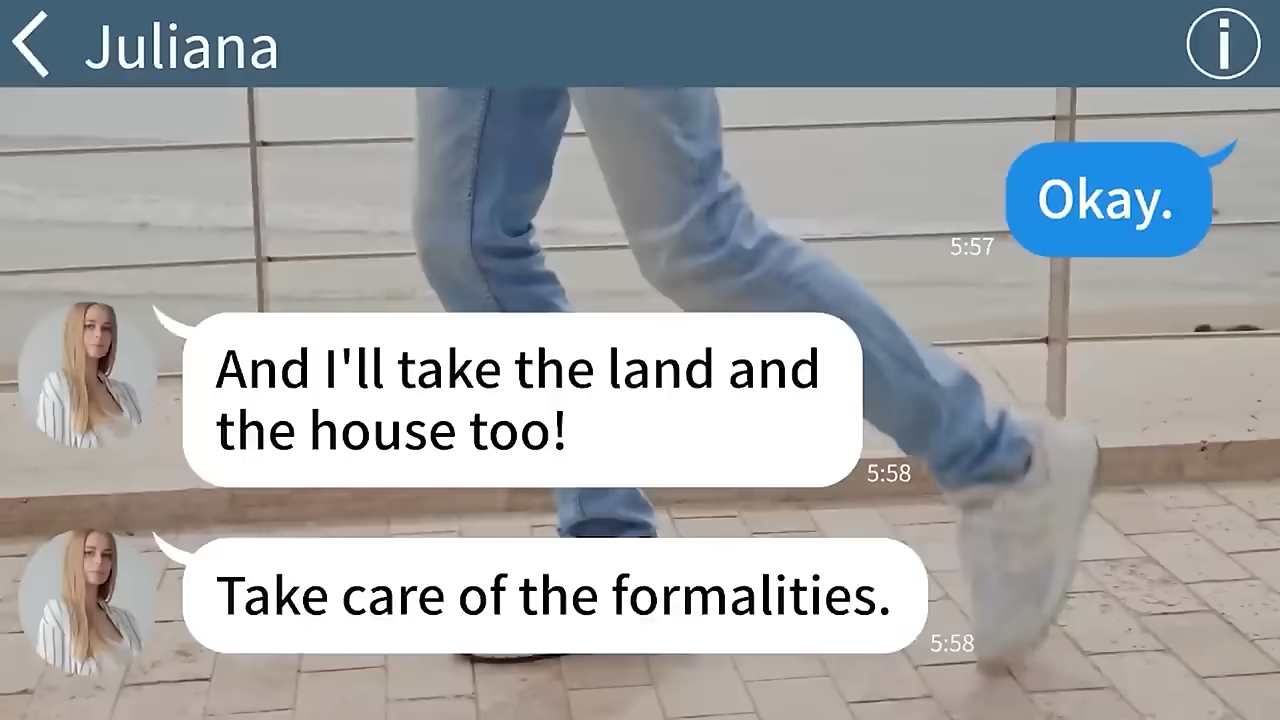 Juliana
Okay.
5:57
And I'll take the land and
the house too!
5:58
Take care of the formalities.
5:58